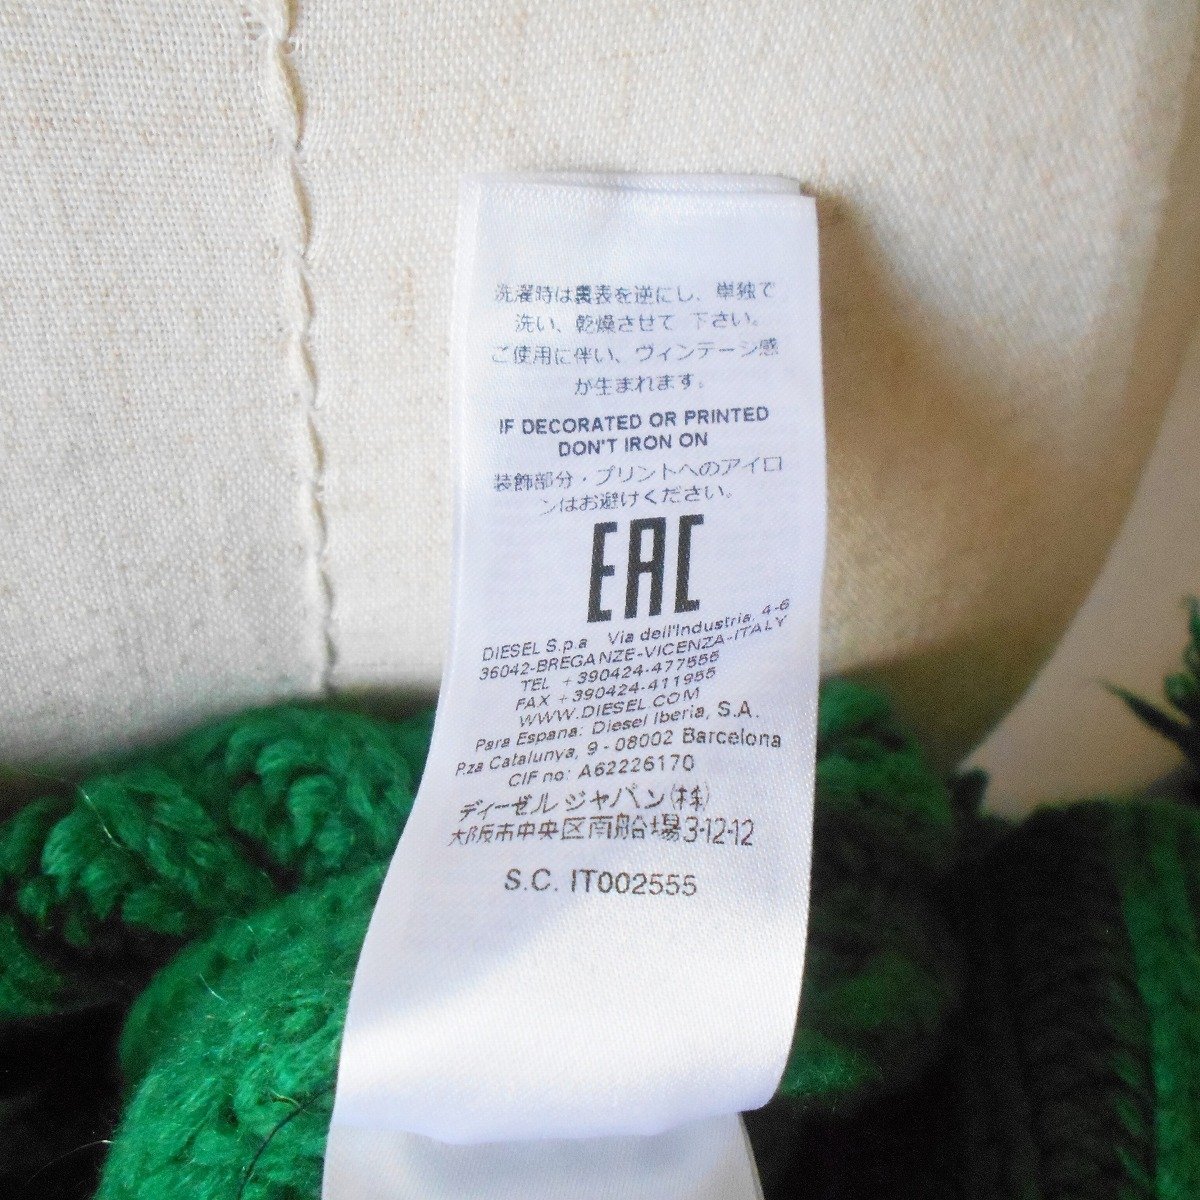 洗濯時は裏表を逆にし、単独で
洗い、乾燥させて 下さい。
ご使用に伴い、ヴィンテージ感
が生まれます。
IF DECORATED OR PRINTED
DON'T IRON ON
装飾部分・プリントへのアイロ
ンはお避けください。
EAC
DIESEL S.p.a Via dell'Industria, 4-6
36042-BREGANZE-VICENZA-ITALY
TEL +390424-477555
FAX +390424-411955
WWW.DIESEL.COM
Para Espana: Diesel Iberia, S.A.
P.za Catalunya, 9 - 08002 Barcelona
CIF no: A62226170
ディーゼル ジャパン(株)
大阪市中央区南船場3-12-12
S.C. IT002555